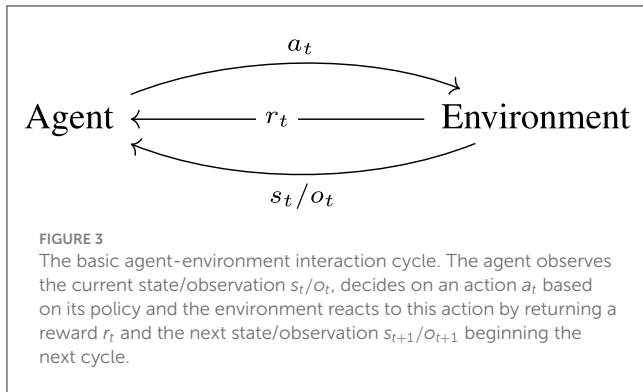 a_t
Agent r_t Environment
s_t/o_t
FIGURE 3
The basic agent-environment interaction cycle. The agent observes
the current state/observation s_t/o_t, decides on an action a_t based
on its policy and the environment reacts to this action by returning a
reward r_t and the next state/observation s_{t+1}/o_{t+1} beginning the
next cycle.